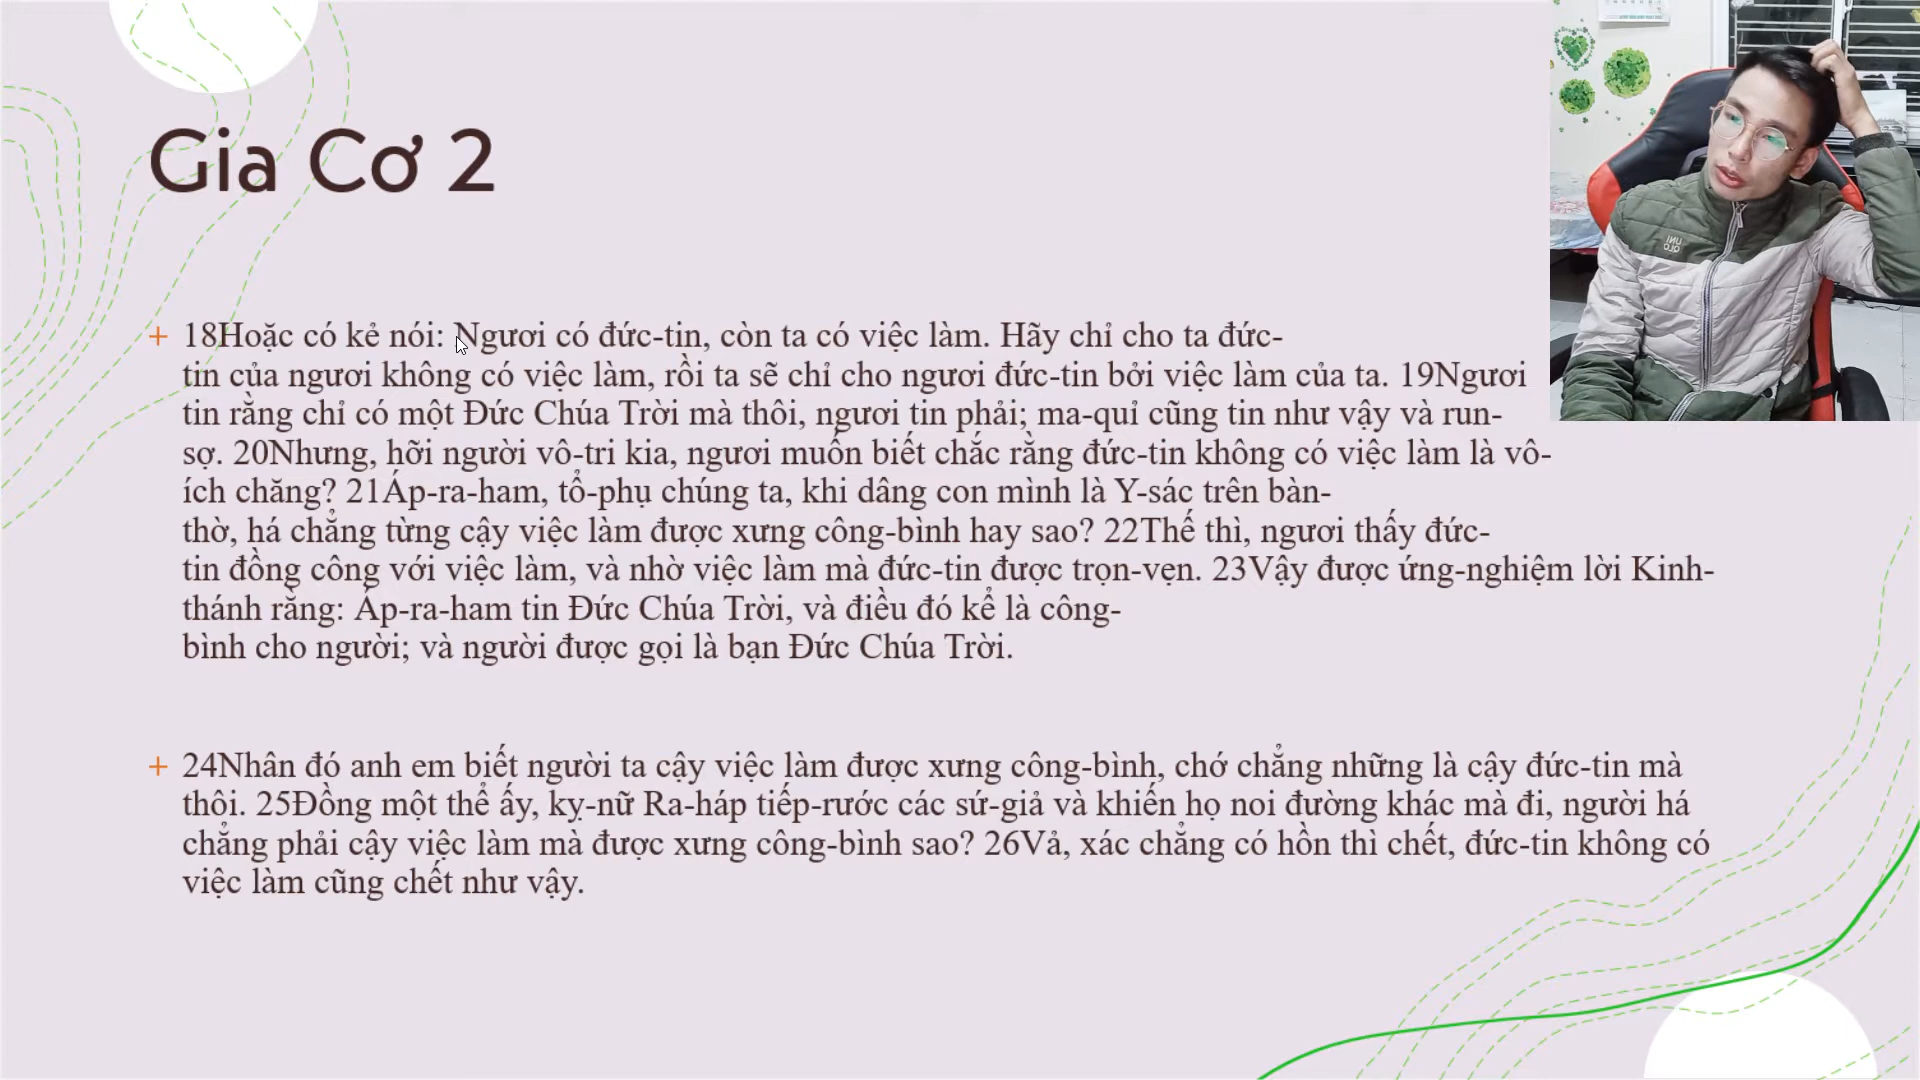 Gia Cơ 2
+ 18Hoặc có kẻ nói: Ngươi có đức-tin, còn ta có việc làm. Hãy chỉ cho ta đức-
tin của ngươi không có việc làm, rồi ta sẽ chỉ cho ngươi đức-tin bởi việc làm của ta. 19Ngươi
tin rằng chỉ có một Đức Chúa Trời mà thôi, ngươi tin phải; ma-quỉ cũng tin như vậy và run-
sợ. 20Nhưng, hỡi người vô-tri kia, ngươi muốn biết chắc rằng đức-tin không có việc làm là vô-
ích chăng? 21Áp-ra-ham, tổ-phụ chúng ta, khi dâng con mình là Y-sác trên bàn-
thờ, há chẳng từng cậy việc làm được xưng công-bình hay sao? 22Thế thì, ngươi thấy đức-
tin đồng công với việc làm, và nhờ việc làm mà đức-tin được trọn-vẹn. 23Vậy được ứng-nghiệm lời Kinh-
thánh rằng: Áp-ra-ham tin Đức Chúa Trời, và điều đó kể là công-
bình cho người; và người được gọi là bạn Đức Chúa Trời.
+ 24Nhân đó anh em biết người ta cậy việc làm được xưng công-bình, chớ chẳng những là cậy đức-tin mà
thôi. 25Đồng một thể ấy, kỵ-nữ Ra-háp tiếp-rước các sứ-giả và khiến họ noi đường khác mà đi, người há
chẳng phải cậy việc làm mà được xưng công-bình sao? 26Vả, xác chẳng có hồn thì chết, đức-tin không có
việc làm cũng chết như vậy.
UNI
QLO